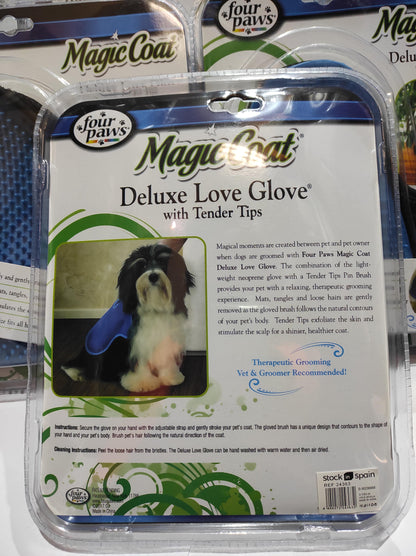 four paws
Magic Coat
four paws
Magic Coat
Deluxe
four paws
Magic Coat
Deluxe Love Glove®
with Tender Tips
Magical moments are created between pet and pet owner
when dogs are groomed with Four Paws Magic Coat
Deluxe Love Glove. The combination of the light-
weight neoprene glove with a Tender Tips Pin Brush
provides your pet with a relaxing, therapeutic grooming
experience. Mats, tangles and loose hairs are gently
removed as the gloved brush follows the natural contours
of your pet's body. Tender Tips exfoliate the skin and
stimulate the scalp for a shinier, healthier coat.
Therapeutic Grooming
Vet & Groomer Recommended!
Instructions: Secure the glove on your hand with the adjustable strap and gently stroke your pet's coat. The gloved brush has a unique design that contours to the shape of
your hand and your pet's body. Brush pet's hair following the natural direction of the coat.
Cleaning Instructions: Peel the loose hair from the bristles. The Deluxe Love Glove can be hand washed with warm water and then air dried.
four paws
stock in Spain
REF 24363